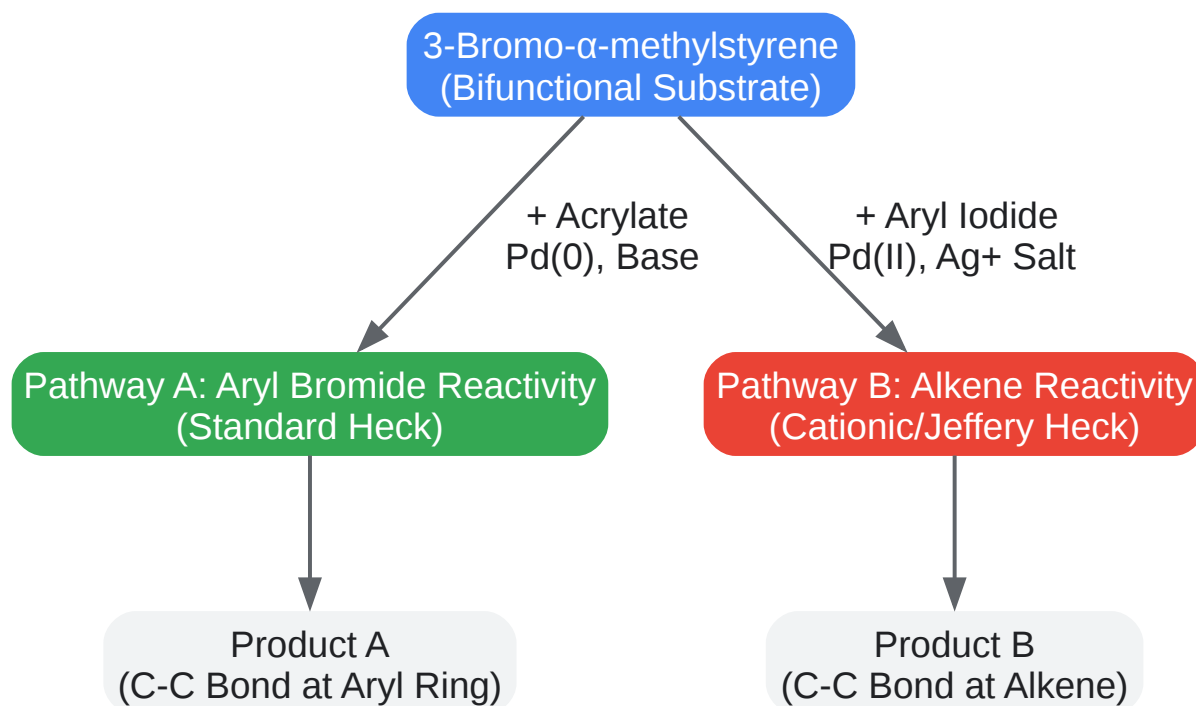 3-Bromo-α-methylstyrene
(Bifunctional Substrate)
+ Acrylate
Pd(0), Base
+ Aryl Iodide
Pd(II), Ag+ Salt
Pathway A: Aryl Bromide Reactivity
(Standard Heck)
Pathway B: Alkene Reactivity
(Cationic/Jeffery Heck)
Product A
(C-C Bond at Aryl Ring)
Product B
(C-C Bond at Alkene)